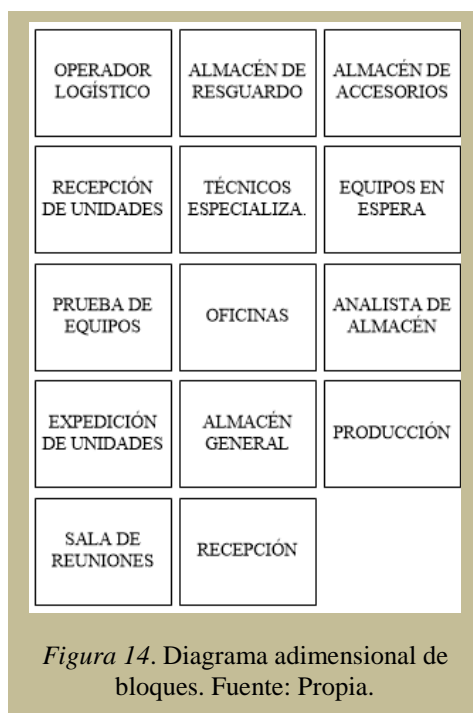 OPERADOR
LOGÍSTICO
ALMACÉN DE
RESGUARDO
ALMACÉN DE
ACCESORIOS
RECEPCIÓN
DE UNIDADES
TÉCNICOS
ESPECIALIZA.
EQUIPOS EN
ESPERA
PRUEBA DE
EQUIPOS
OFICINAS
ANALISTA DE
ALMACÉN
EXPEDICIÓN
DE UNIDADES
ALMACÉN
GENERAL
PRODUCCIÓN
SALA DE
REUNIONES
RECEPCIÓN
Figura 14. Diagrama adimensional de
bloques. Fuente: Propia.